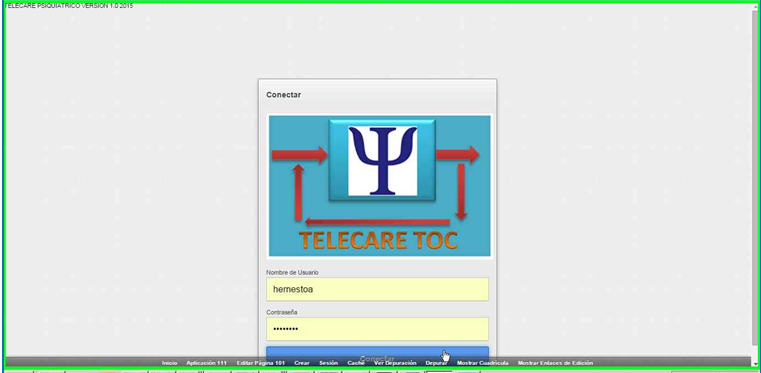 TELECARE PSIQUIATRICO VERSION 1.0 2015
Conectar
Ψ
TELECARE TOC
Nombre de Usuario
hernestoa
Contraseña
••••••••
Conectar
Inicio Aplicación 111 Editar Página 101 Crear Sesión Caché Ver Depuración Depurar Mostrar Cuadrícula Mostrar Enlaces de Edición